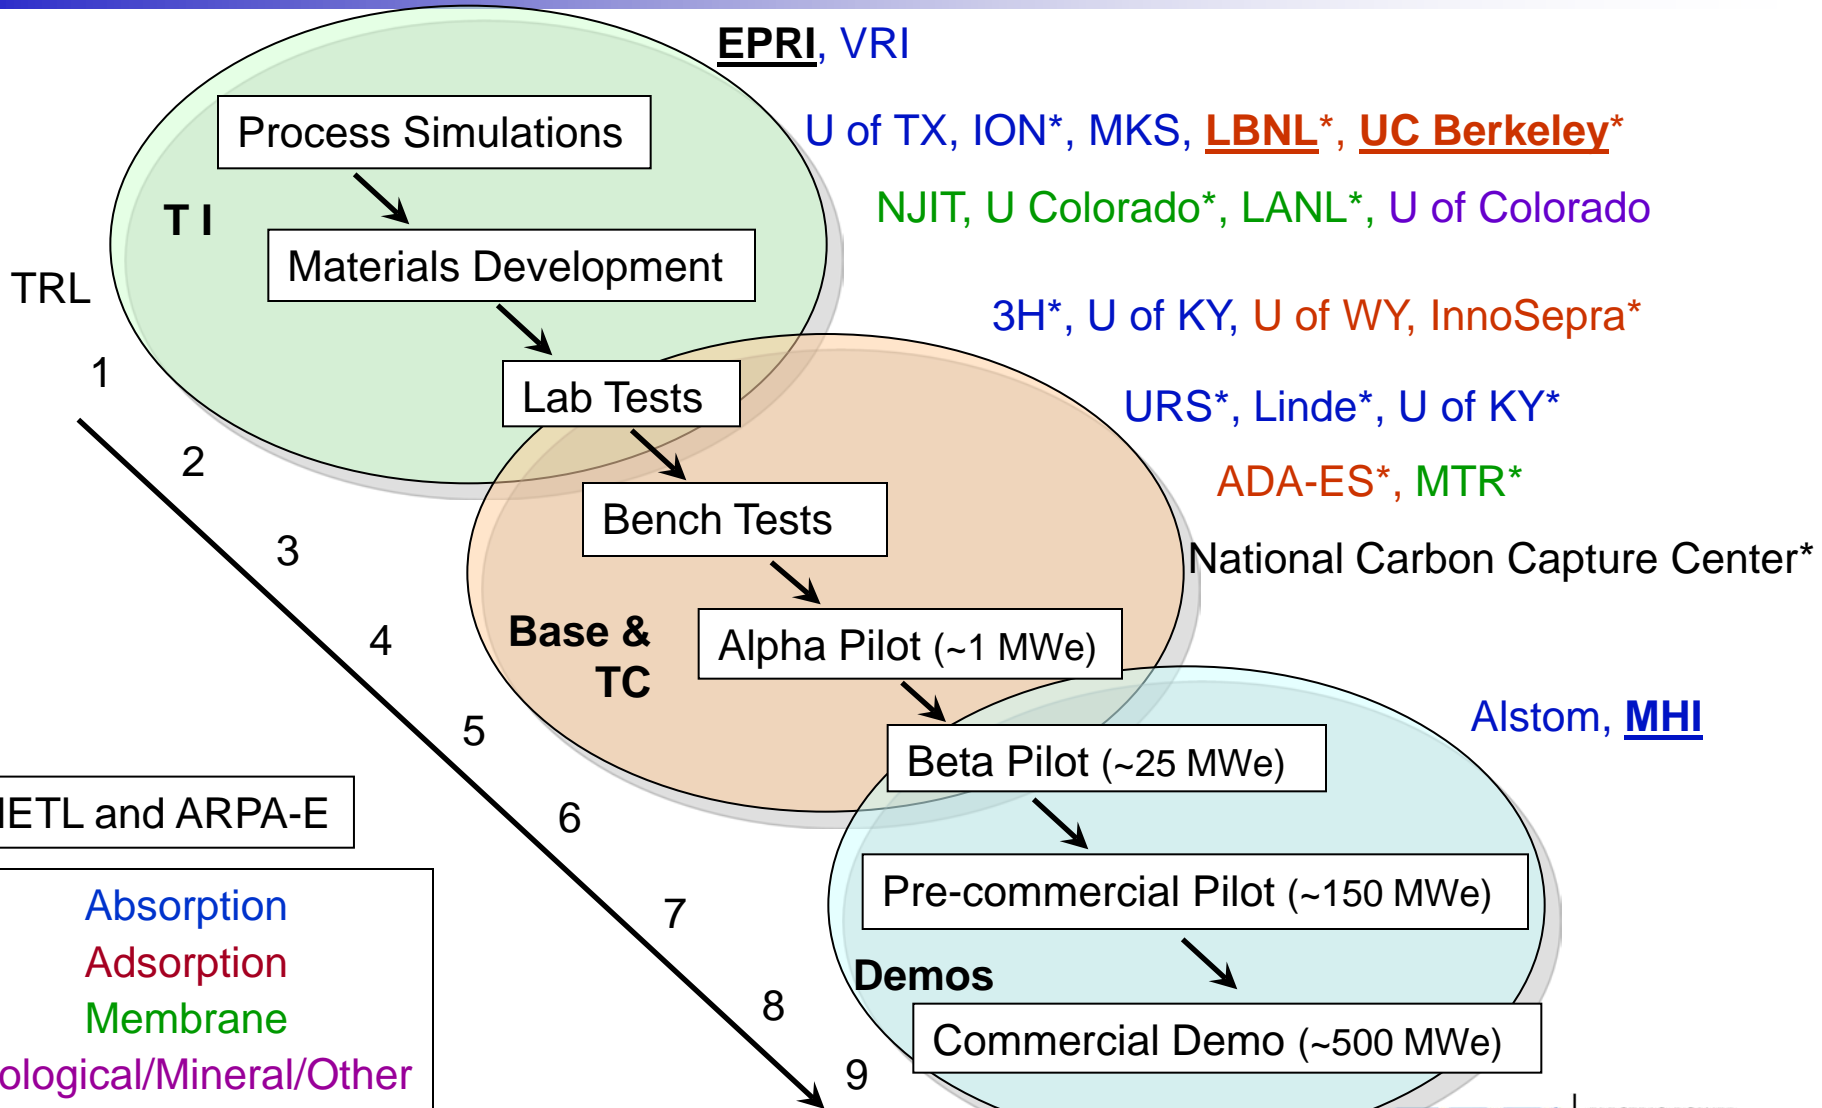 EPRI, VRI
Process Simulations
U of TX, ION*, MKS, LBNL*, UC Berkeley*
T I
NJIT, U Colorado*, LANL*, U of Colorado
Materials Development
TRL
3H*, U of KY, U of WY, InnoSepra*
1
Lab Tests
URS*, Linde*, U of KY*
2
ADA-ES*, MTR*
Bench Tests
3
National Carbon Capture Center*
4
Base &
TC
Alpha Pilot (~1 MWe)
5
Alstom, MHI
Beta Pilot (~25 MWe)
ETL and ARPA-E
6
Pre-commercial Pilot (~150 MWe)
Absorption
7
Adsorption
Demos
Membrane
8
Commercial Demo (~500 MWe)
ological/Mineral/Other
9